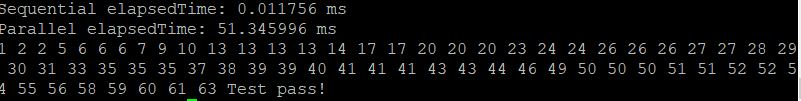 Sequential elapsedTime: 0.011756 ms
Parallel elapsedTime: 51.345996 ms
1 2 2 5 6 6 6 7 9 10 13 13 13 13 14 17 17 20 20 20 23 24 24 26 26 26 27 27 28 29
 30 31 33 35 35 35 37 38 39 39 40 41 41 41 43 43 44 46 49 50 50 50 51 51 52 52 5
4 55 56 58 59 60 61 63 Test pass!